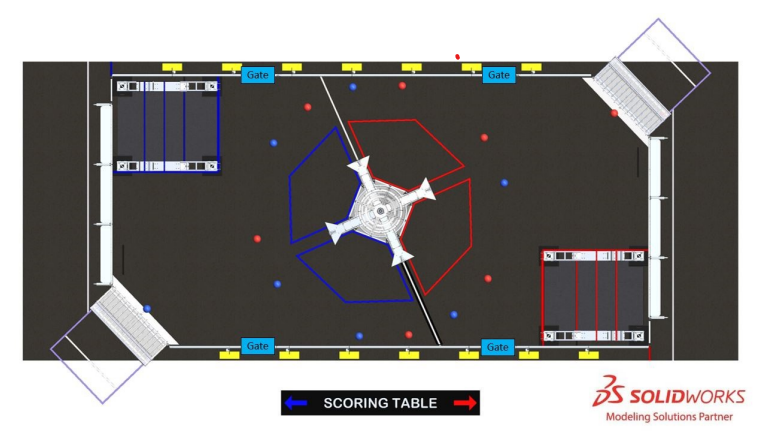 Gate
Gate
Gate
Gate
SCORING TABLE
SOLIDWORKS
Modeling Solutions Partner